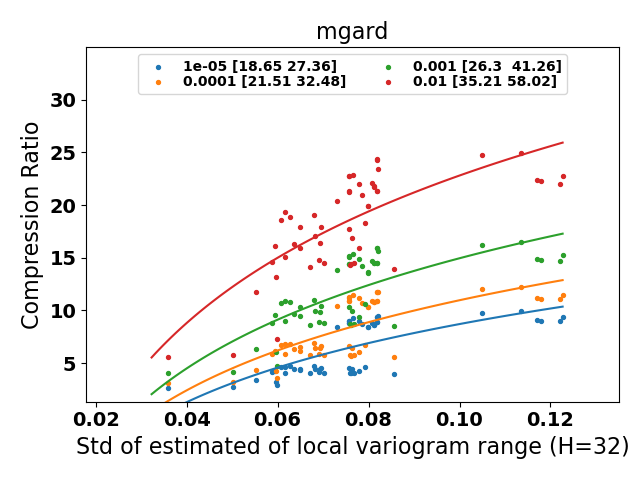 mgard
1e-05 [18.65 27.36]
0.0001 [21.51 32.48]
0.001 [26.3  41.26]
0.01 [35.21 58.02]
Compression Ratio
30
25
20
15
10
5
0.02 0.04 0.06 0.08 0.10 0.12
Std of estimated of local variogram range (H=32)